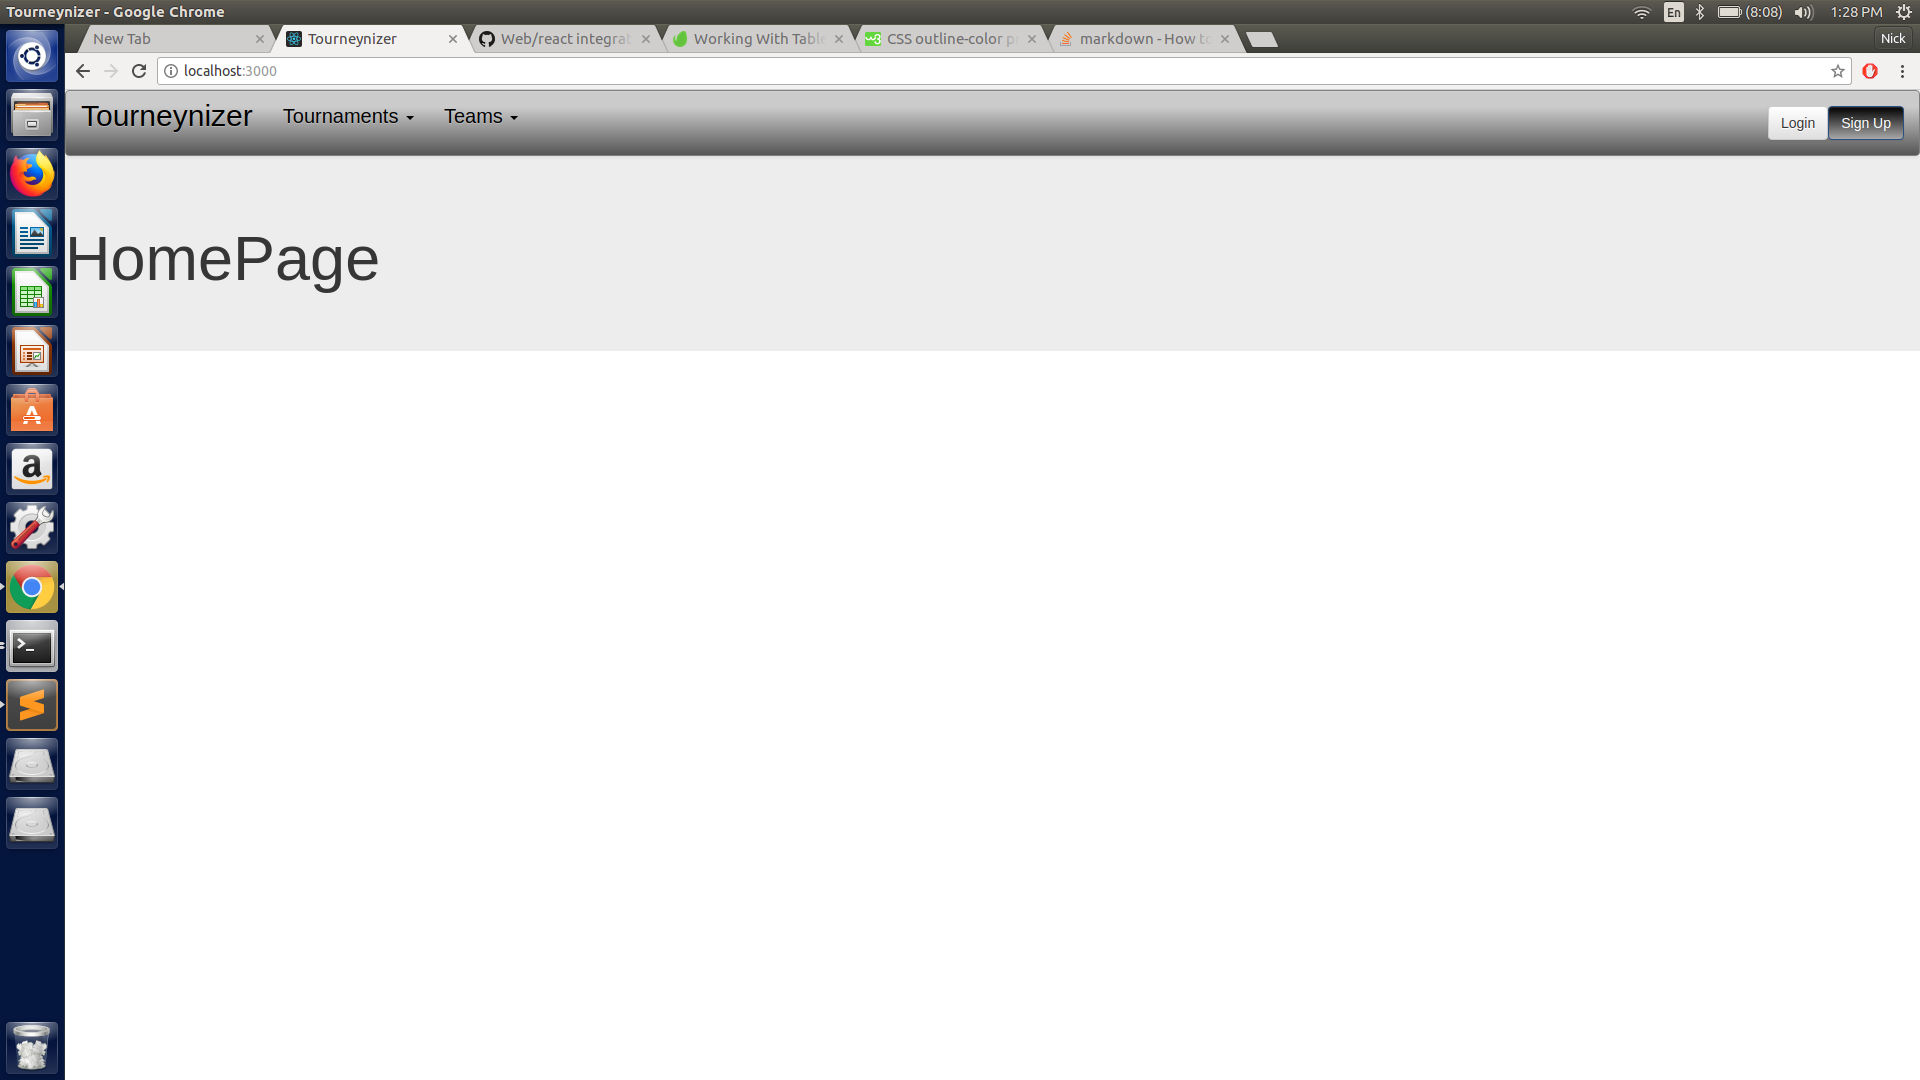 Tourneynizer - Google Chrome
En
(8:08)
1:28 PM
New Tab
Tourneynizer
Web/react integrat
Working With Table
CSS outline-color pr
markdown - How to
Nick
localhost:3000
Tourneynizer
Tournaments
Teams
Login
Sign Up
HomePage